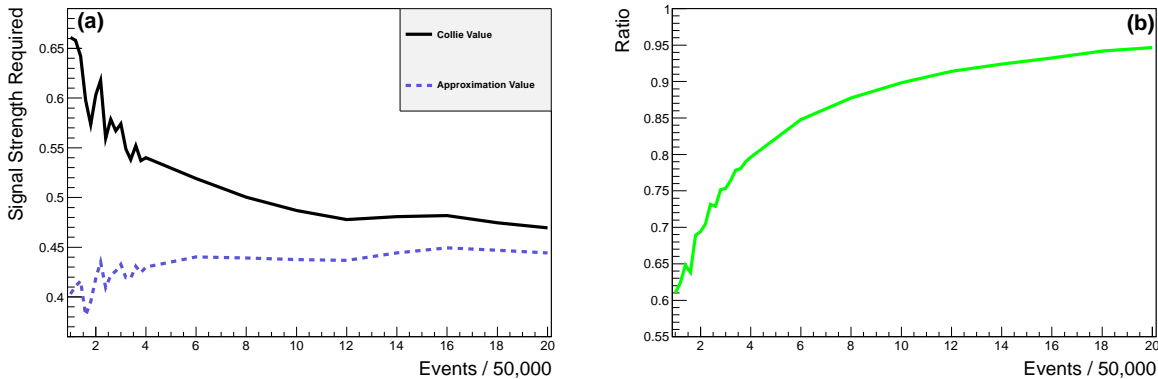 (a)
Signal Strength Required
Collie Value
Approximation Value
0.65
0.6
0.55
0.5
0.45
0.4
2 4 6 8 10 12 14 16 18 20
Events / 50,000
(b)
Ratio
1
0.95
0.9
0.85
0.8
0.75
0.7
0.65
0.6
0.55
2 4 6 8 10 12 14 16 18 20
Events / 50,000